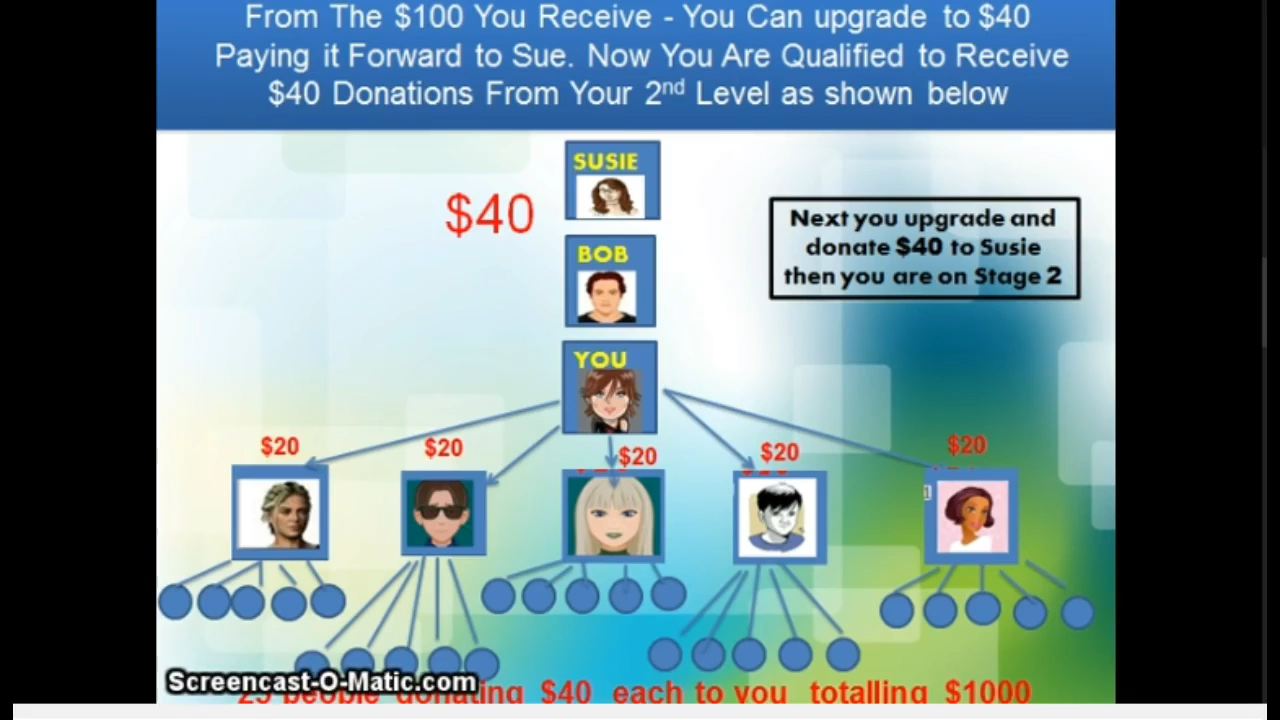 From The $100 You Receive - You Can upgrade to $40
Paying it Forward to Sue. Now You Are Qualified to Receive
$40 Donations From Your 2nd Level as shown below
SUSIE
$40
Next you upgrade and
donate $40 to Susie
then you are on Stage 2
BOB
YOU
$20 $20 $20 $20 $20
1
Screencast-O-Matic.com
25 people donating $40 each to you totalling $1000